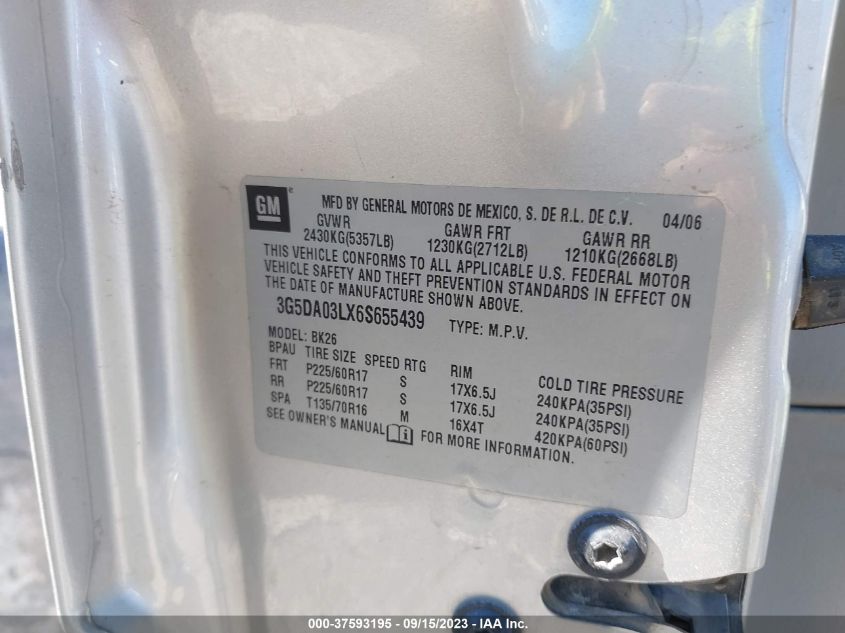 GM ®
MFD BY GENERAL MOTORS DE MEXICO, S. DE R.L. DE C.V. 04/06
GVWR GAWR FRT GAWR RR
2430KG(5357LB) 1230KG(2712LB) 1210KG(2668LB)
THIS VEHICLE CONFORMS TO ALL APPLICABLE U.S. FEDERAL MOTOR
VEHICLE SAFETY AND THEFT PREVENTION STANDARDS IN EFFECT ON
THE DATE OF MANUFACTURE SHOWN ABOVE.
3G5DA03LX6S655439 TYPE: M.P.V.
MODEL: BK26
BPAU TIRE SIZE SPEED RTG RIM COLD TIRE PRESSURE
FRT P225/60R17 S 17X6.5J 240KPA(35PSI)
RR P225/60R17 S 17X6.5J 240KPA(35PSI)
SPA T135/70R16 M 16X4T 420KPA(60PSI)
SEE OWNER'S MANUAL FOR MORE INFORMATION.
000-37593195 - 09/15/2023 - IAA Inc.